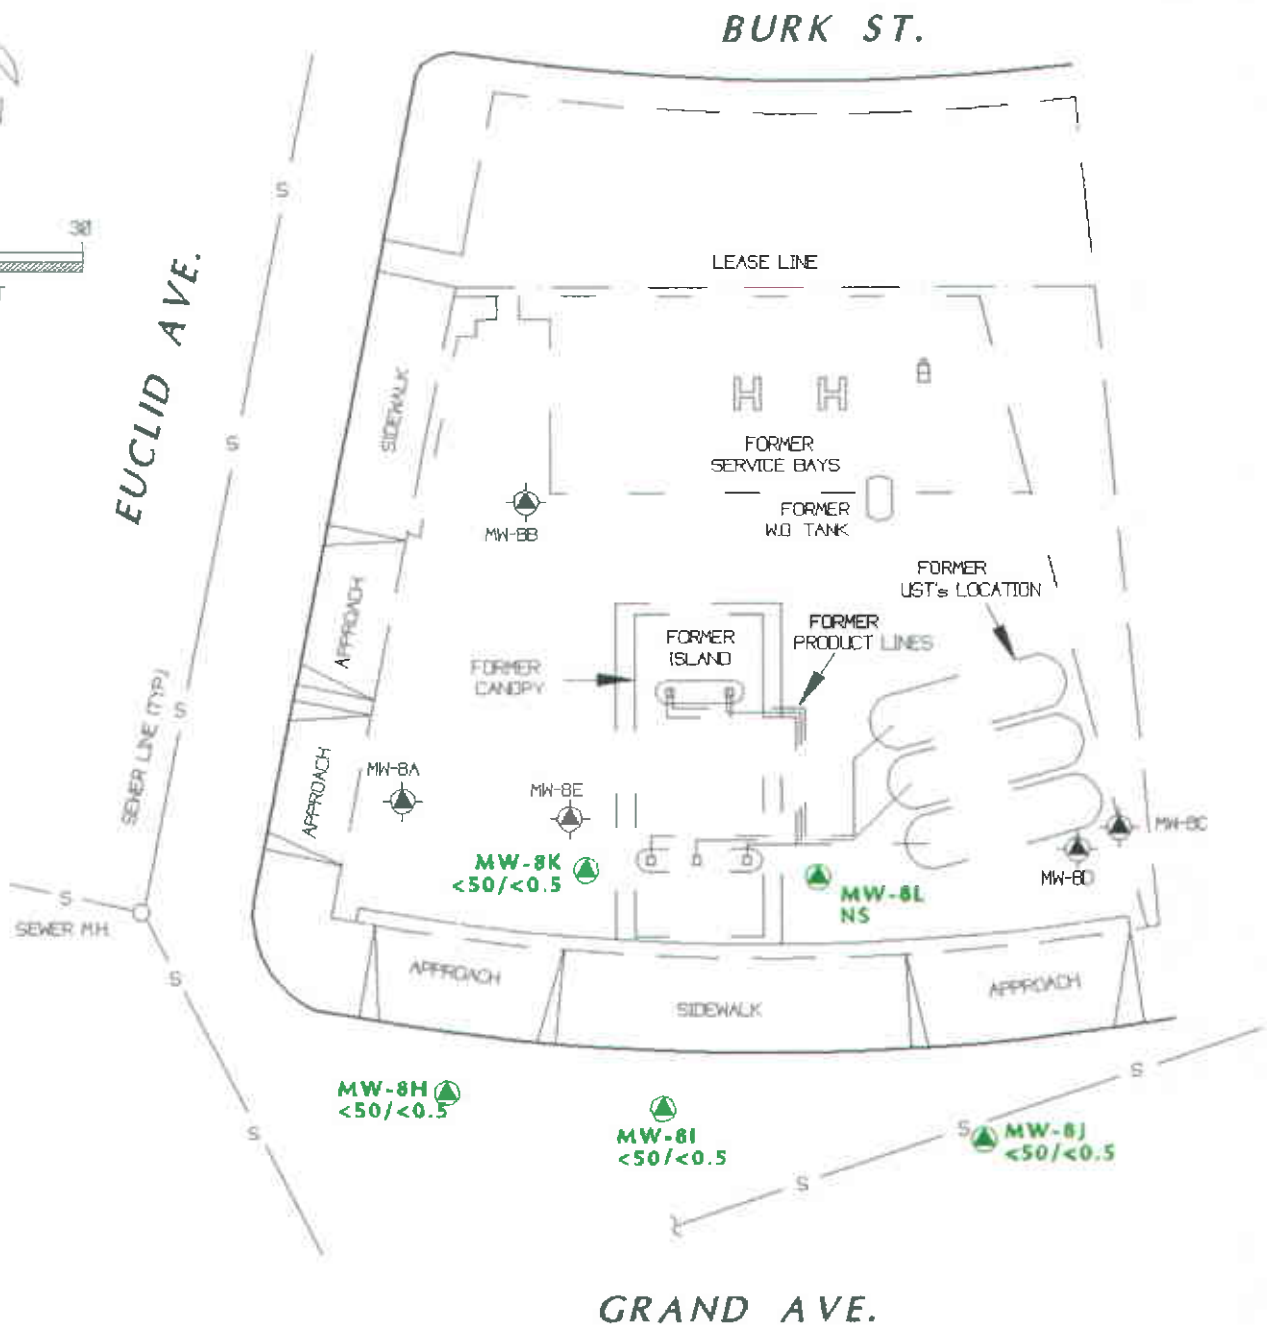 BURK ST.
30
T
EUCLID AVE.
S
LEASE LINE
SIDEWALK
S
FORMER
SERVICE BAYS
FORMER
W.O TANK
MW-8B
FORMER
UST's LOCATION
APPROACH
FORMER
ISLAND
FORMER
PRODUCT LINES
FORMER
CANOPY
SEWER LINE (TYP)
S
APPROACH
MW-8A
MW-8E
MW-8C
MW-8D
MW-8K
<50/<0.5
MW-8L
NS
S
SEWER M.H.
S
APPROACH
SIDEWALK
APPROACH
S
MW-8H
<50/<0.5
S
MW-8I
<50/<0.5
S
MW-8J
<50/<0.5
S
GRAND AVE.